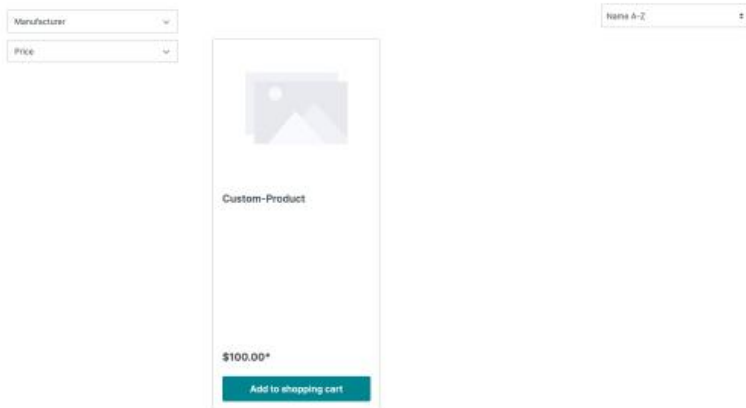 Manufacturer
Price
Name A-Z
Custom-Product
$100.00*
Add to shopping cart